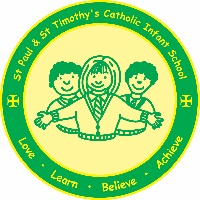 St Paul & St Timothy's Catholic Infant School
Love · Learn · Believe · Achieve